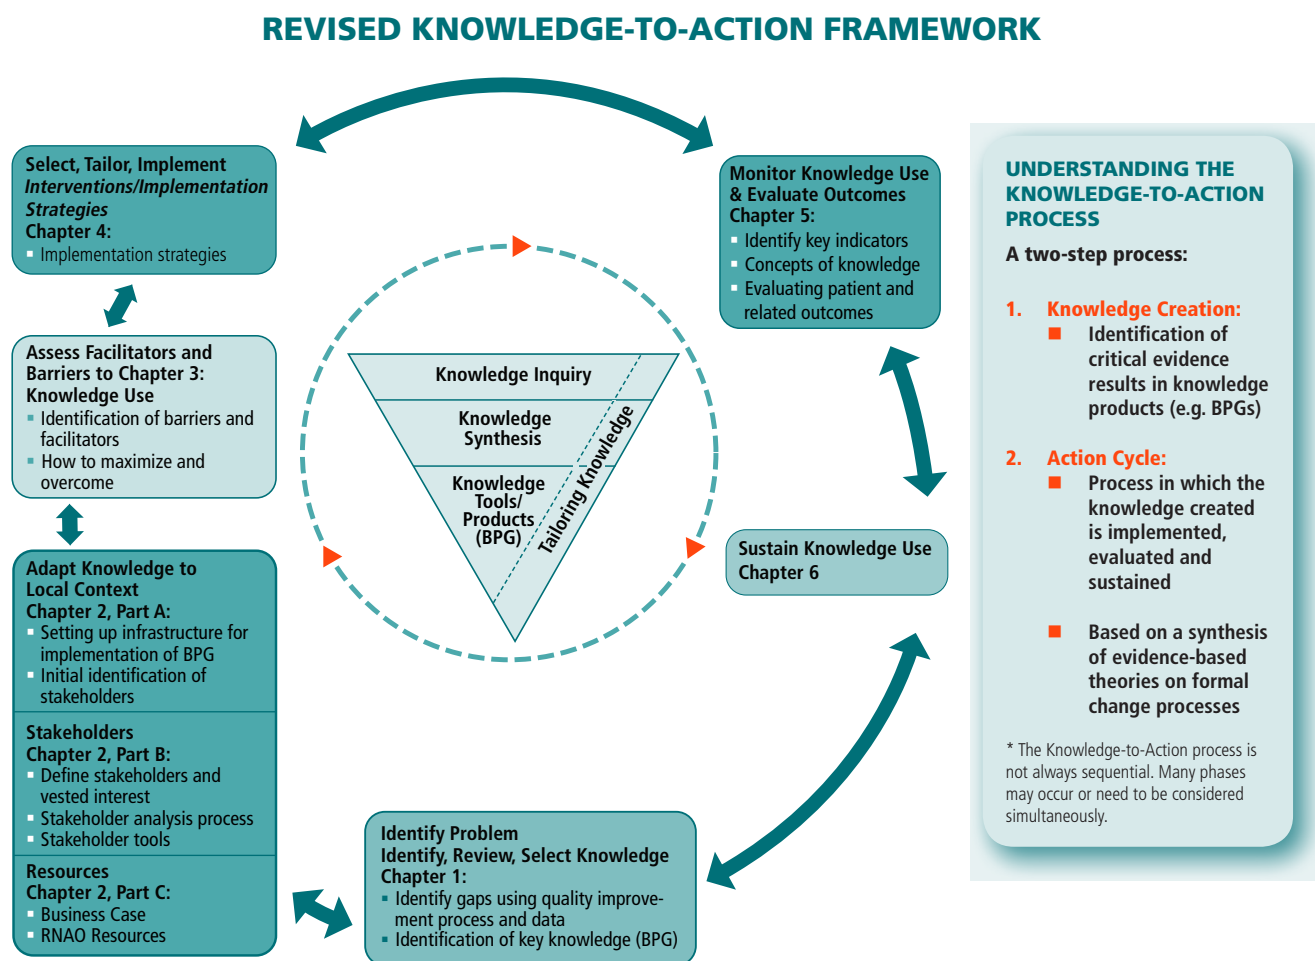 REVISED KNOWLEDGE-TO-ACTION FRAMEWORK
Select, Tailor, Implement
Interventions/Implementation
Strategies
Chapter 4:
▪ Implementation strategies
Assess Facilitators and
Barriers to Chapter 3:
Knowledge Use
▪ Identification of barriers and
facilitators
▪ How to maximize and
overcome
Adapt Knowledge to
Local Context
Chapter 2, Part A:
▪ Setting up infrastructure for
implementation of BPG
▪ Initial identification of
stakeholders
Stakeholders
Chapter 2, Part B:
▪ Define stakeholders and
vested interest
▪ Stakeholder analysis process
▪ Stakeholder tools
Resources
Chapter 2, Part C:
▪ Business Case
▪ RNAO Resources
Knowledge Inquiry
Knowledge
Synthesis
Knowledge
Tools/
Products
(BPG)
Tailoring Knowledge
Identify Problem
Identify, Review, Select Knowledge
Chapter 1:
▪ Identify gaps using quality improve-
ment process and data
▪ Identification of key knowledge (BPG)
Monitor Knowledge Use
& Evaluate Outcomes
Chapter 5:
▪ Identify key indicators
▪ Concepts of knowledge
▪ Evaluating patient and
related outcomes
Sustain Knowledge Use
Chapter 6
UNDERSTANDING THE
KNOWLEDGE-TO-ACTION
PROCESS
A two-step process:
1. Knowledge Creation:
■ Identification of
critical evidence
results in knowledge
products (e.g. BPGs)
2. Action Cycle:
■ Process in which the
knowledge created
is implemented,
evaluated and
sustained
■ Based on a synthesis
of evidence-based
theories on formal
change processes
* The Knowledge-to-Action process is
not always sequential. Many phases
may occur or need to be considered
simultaneously.